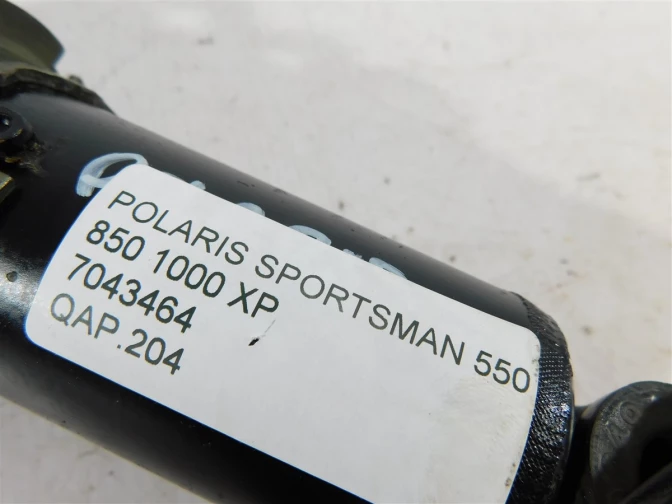 POLARIS SPORTSMAN 550
850 1000 XP
7043464
QAP.204